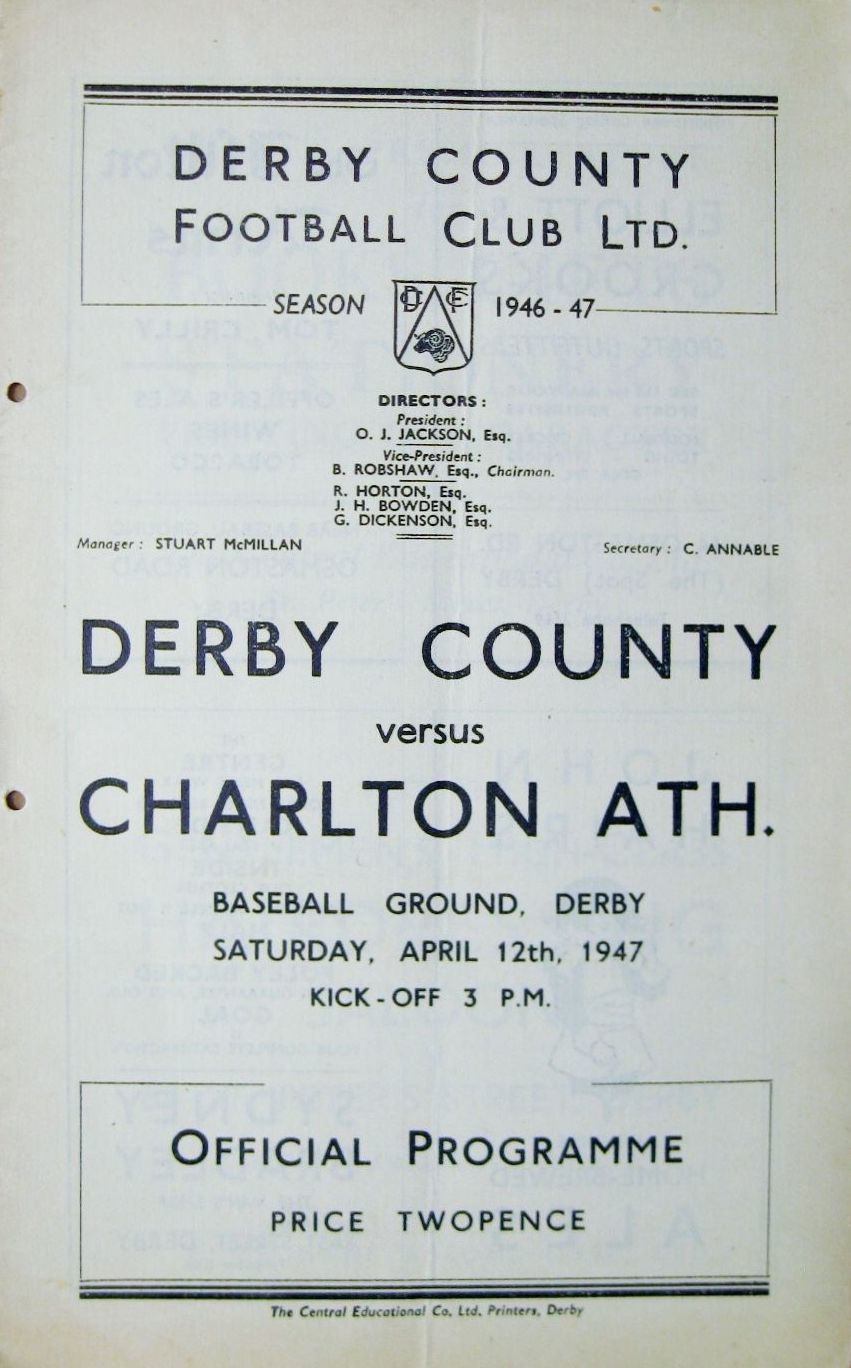 DERBY COUNTY
FOOTBALL CLUB LTD.
SEASON D C F C 1946 - 47
DIRECTORS:
President:
O. J. JACKSON, Esq.
Vice-President:
B. ROBSHAW, Esq., Chairman.
R. HORTON, Esq.
J. H. BOWDEN, Esq.
G. DICKENSON, Esq.
Manager: STUART McMILLAN Secretary: C. ANNABLE
DERBY COUNTY
versus
CHARLTON ATH.
BASEBALL GROUND, DERBY
SATURDAY, APRIL 12th, 1947
KICK-OFF 3 P.M.
OFFICIAL PROGRAMME
PRICE TWOPENCE
The Central Educational Co. Ltd. Printers, Derby